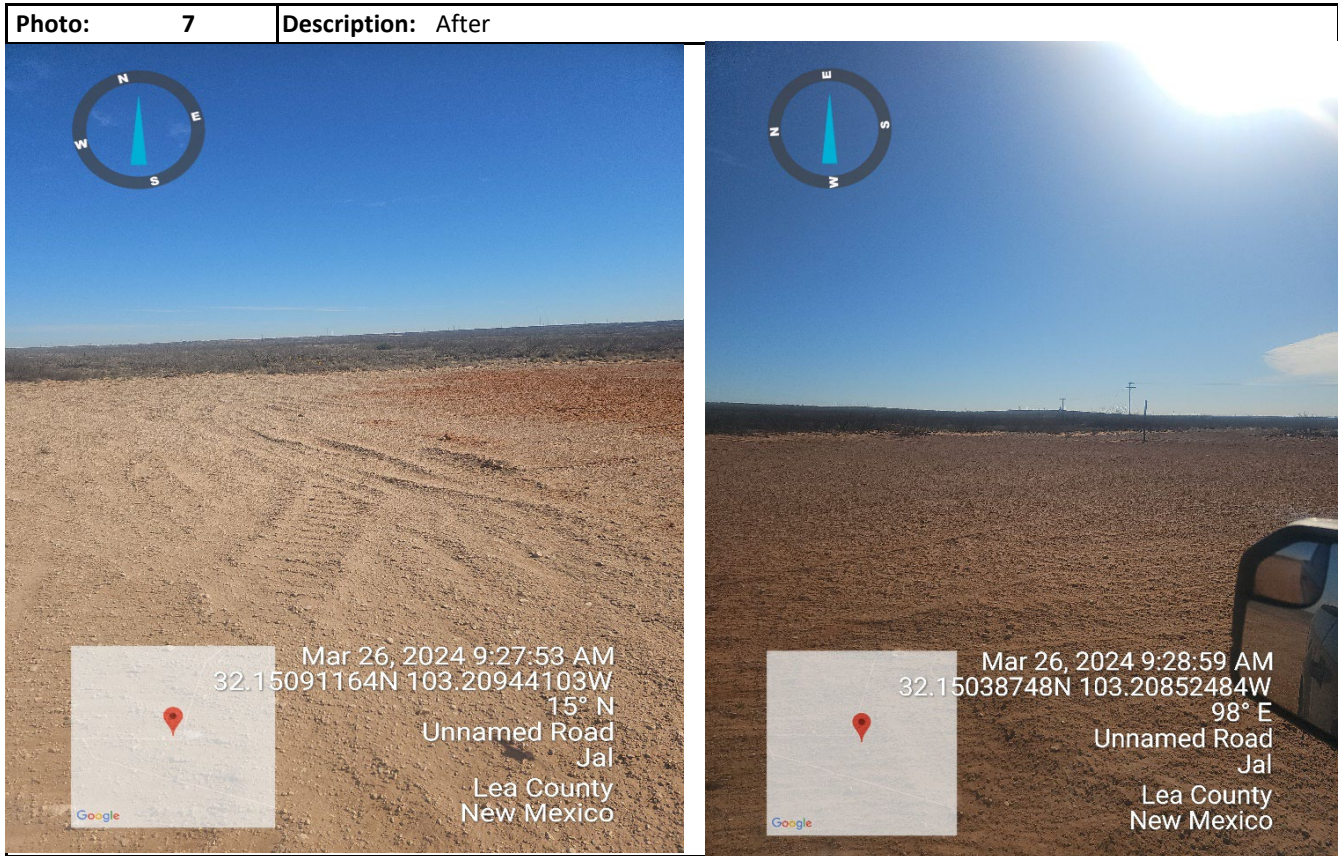 Photo: 7 Description: After
N
E
W
S
Mar 26, 2024 9:27:53 AM
32.15091164N 103.20944103W
15° N
Unnamed Road
Jal
Lea County
New Mexico
Google
E
N
S
W
Mar 26, 2024 9:28:59 AM
32.15038748N 103.20852484W
98° E
Unnamed Road
Jal
Lea County
New Mexico
Google